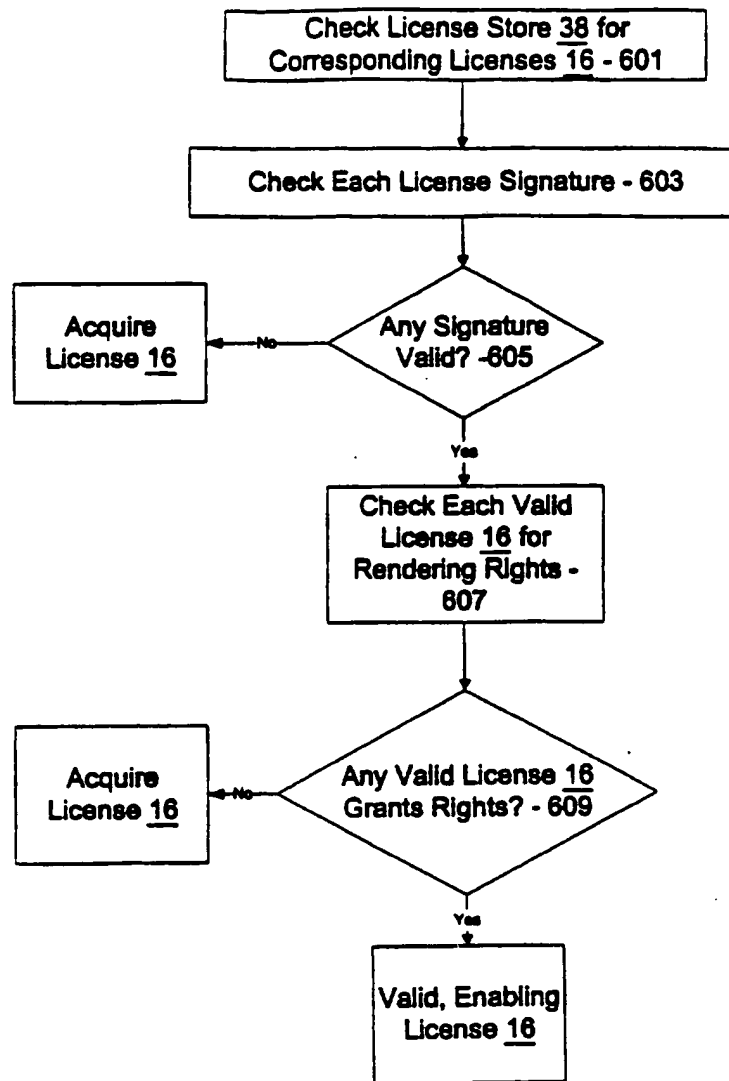 Check License Store 38 for
Corresponding Licenses 16 - 601
Check Each License Signature - 603
Any Signature
Valid? -605
Acquire
License 16
No
Yes
Check Each Valid
License 16 for
Rendering Rights -
607
Any Valid License 16
Grants Rights? - 609
Acquire
License 16
No
Yes
Valid, Enabling
License 16